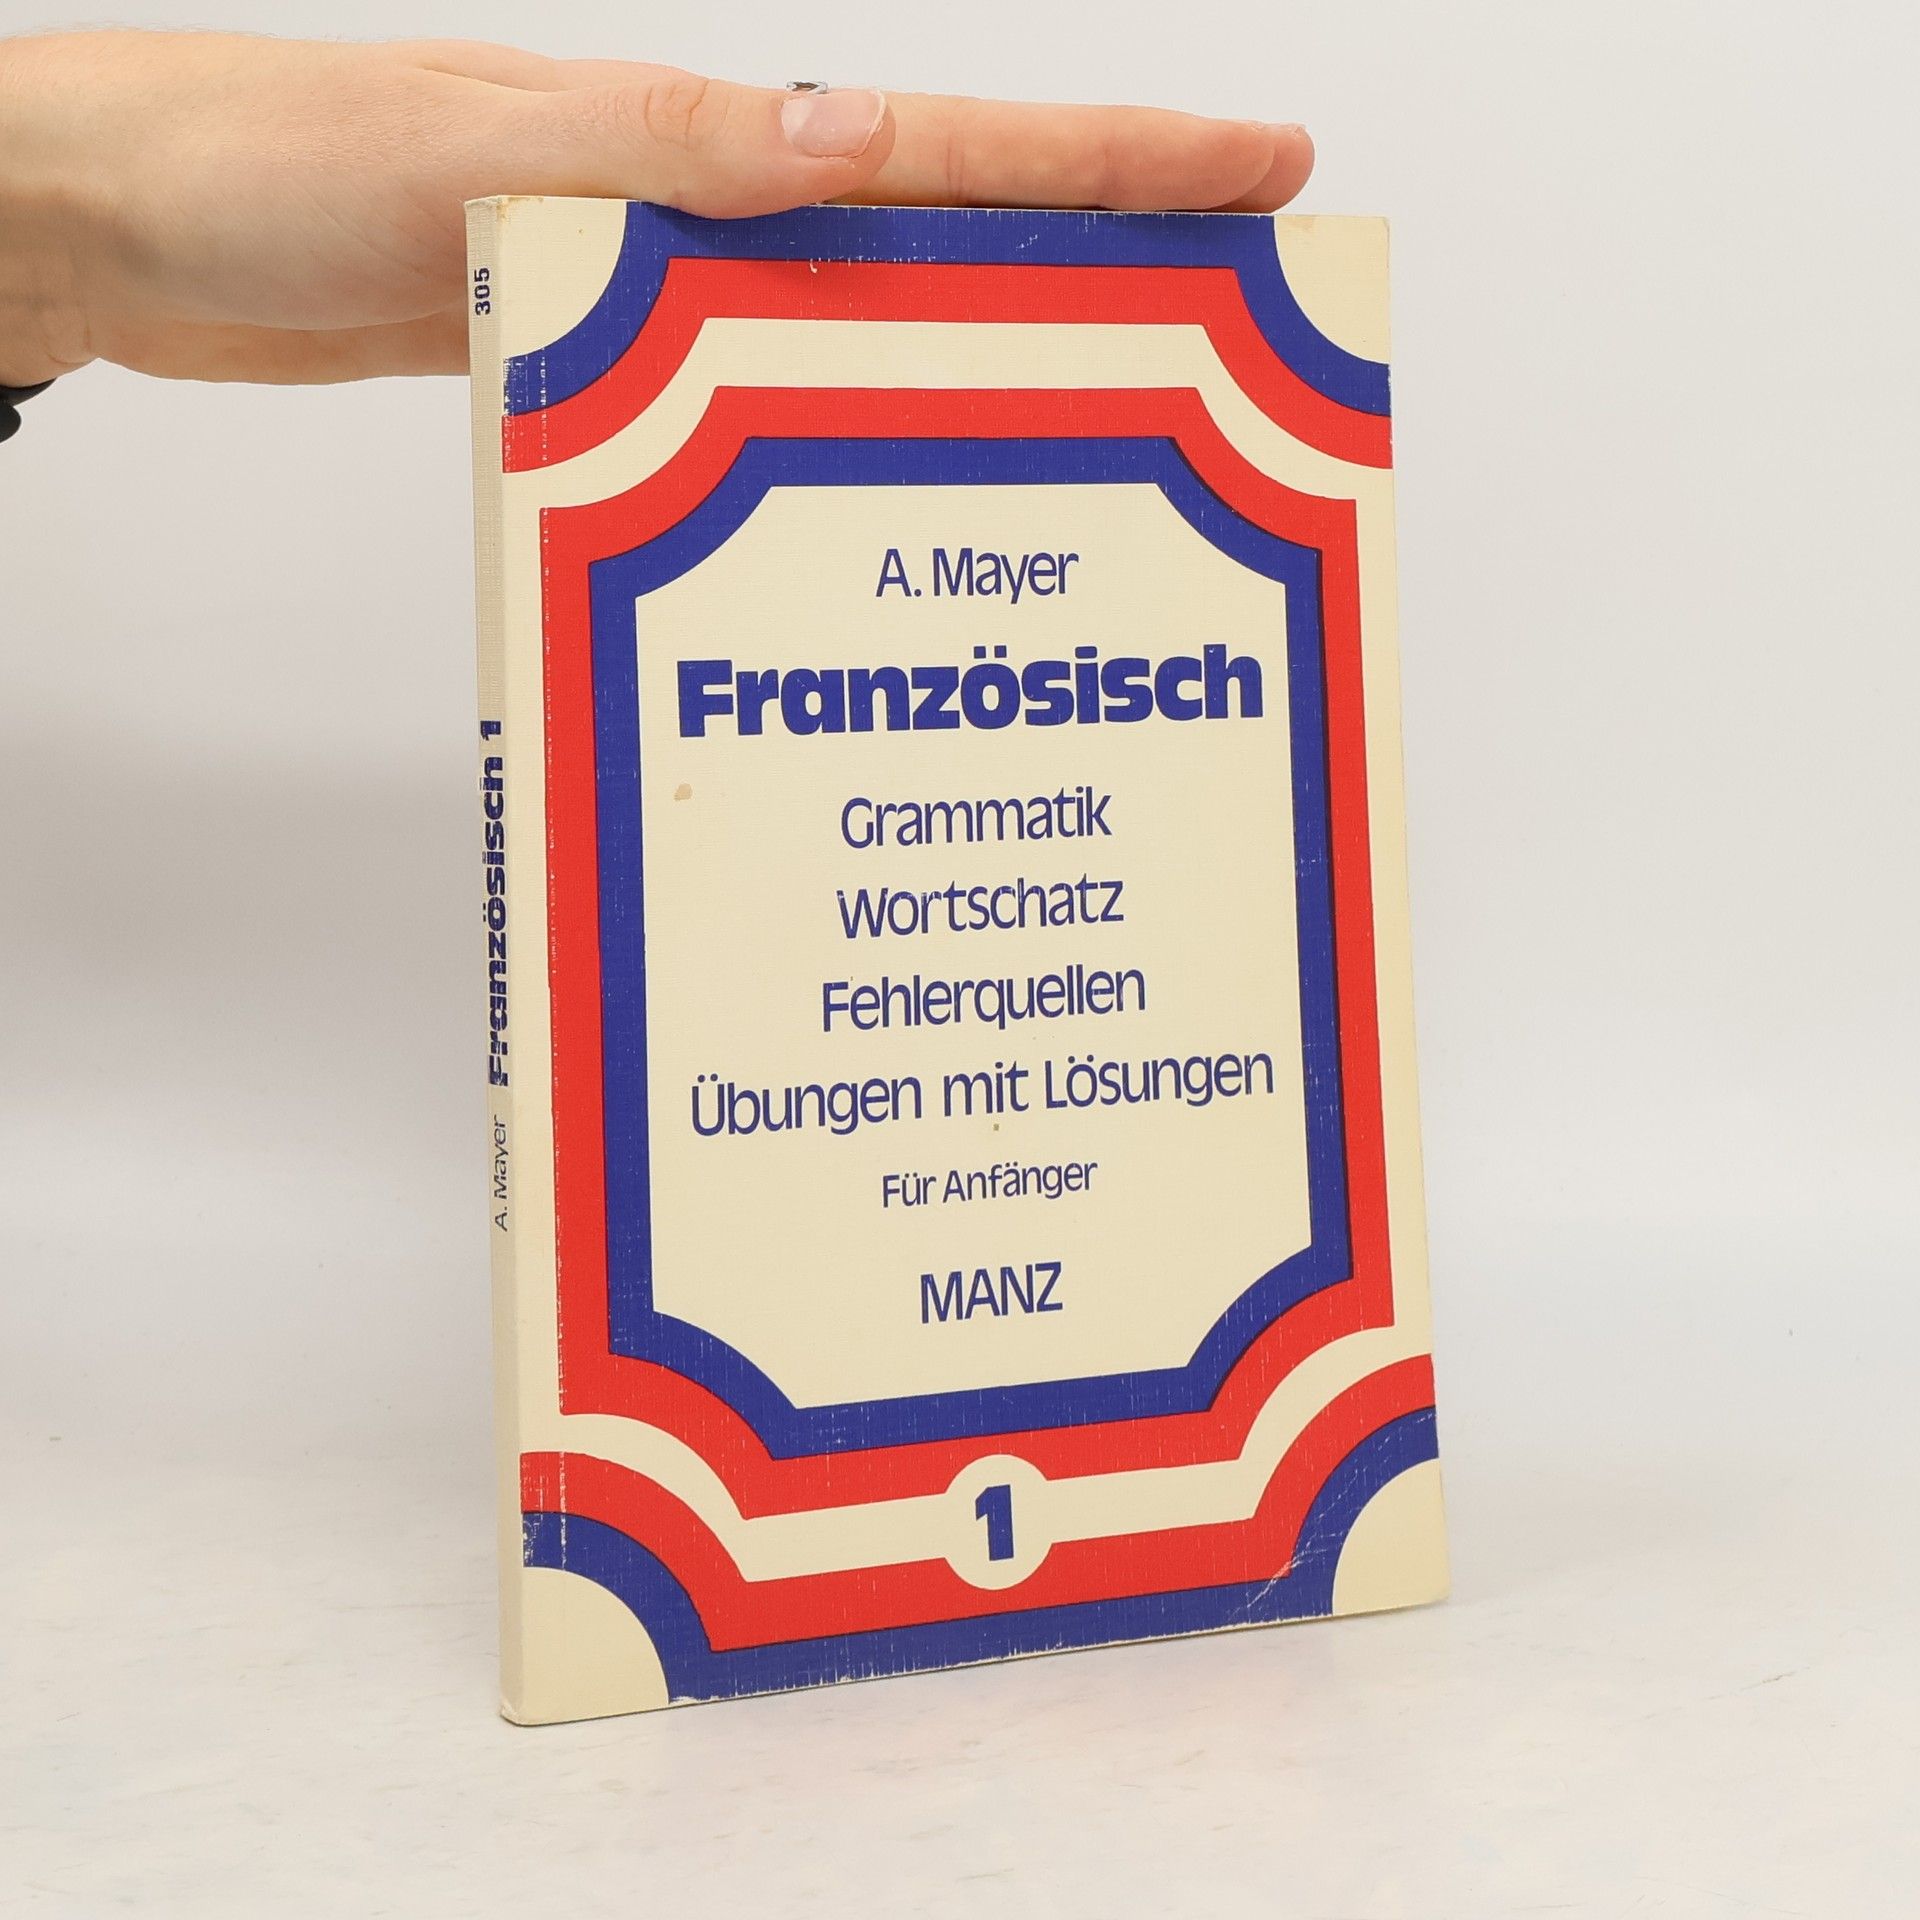 305
A. Mayer Französisch 1
A. Mayer
Französisch
Grammatik
Wortschatz
Fehlerquellen
Übungen mit Lösungen
Für Anfänger
MANZ
1